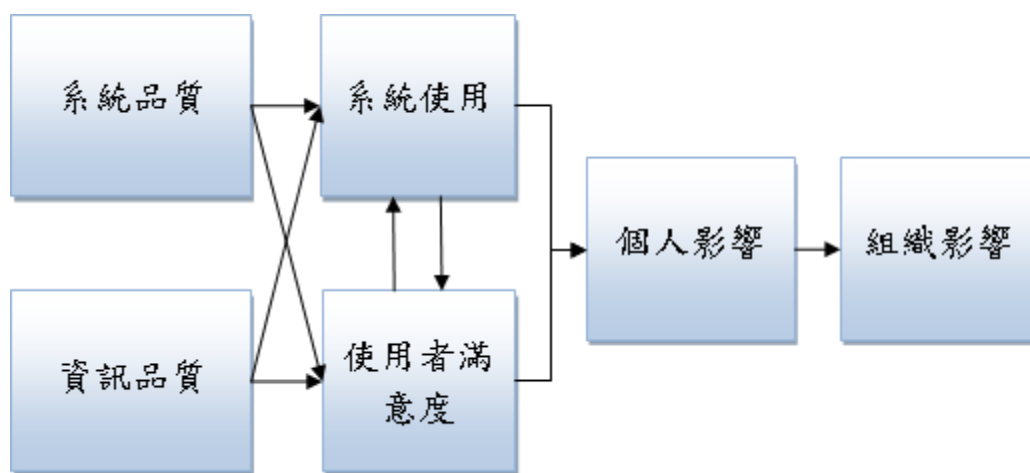 系統品質
系統使用
個人影響
組織影響
資訊品質
使用者滿
意度